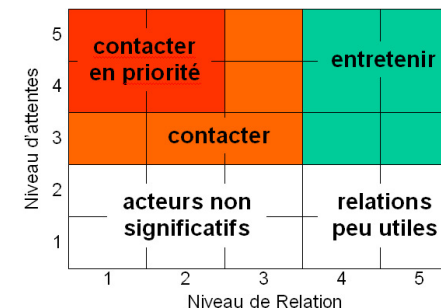 Niveau d'attentes
5
4
3
2
1
contacter
en priorité
entretenir
contacter
acteurs non
significatifs
relations
peu utiles
1 2 3 4 5
Niveau de Relation